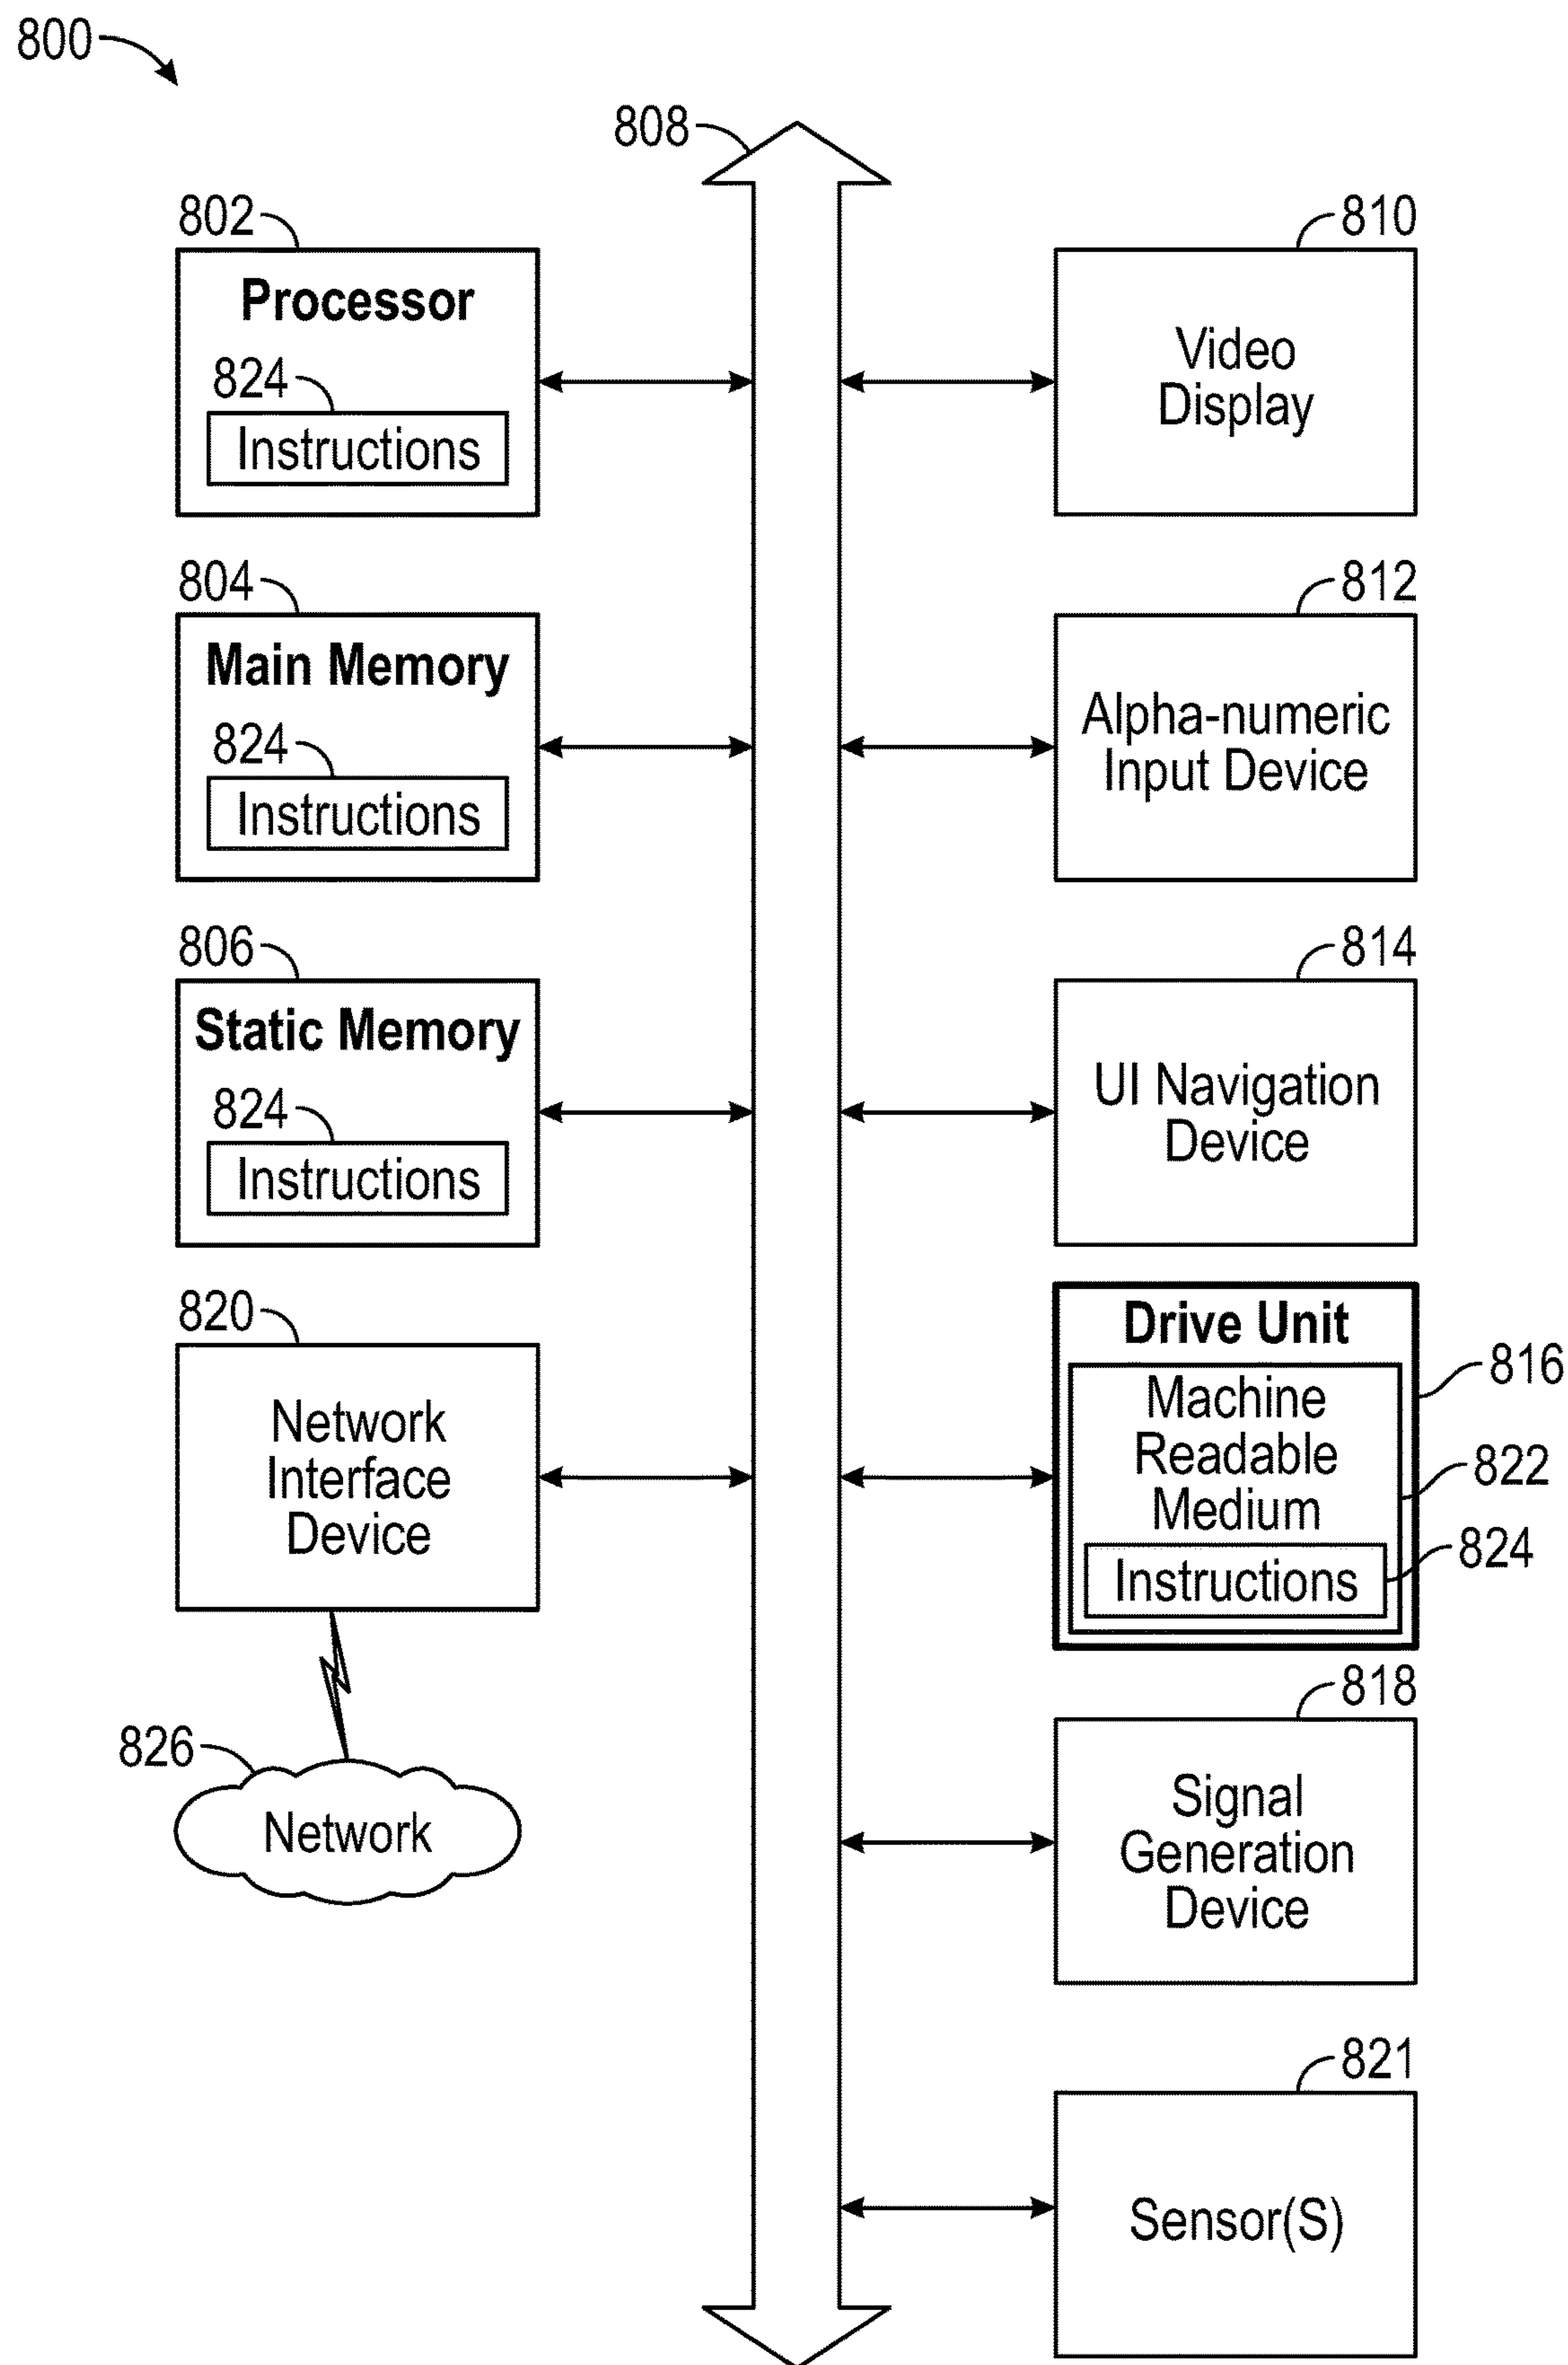 800
808
802
Processor
824
Instructions
804
Main Memory
824
Instructions
806
Static Memory
824
Instructions
820
Network
Interface
Device
826
Network
810
Video
Display
812
Alpha-numeric
Input Device
814
UI Navigation
Device
Drive Unit
816
Machine
Readable
Medium
822
824
Instructions
818
Signal
Generation
Device
821
Sensor(S)